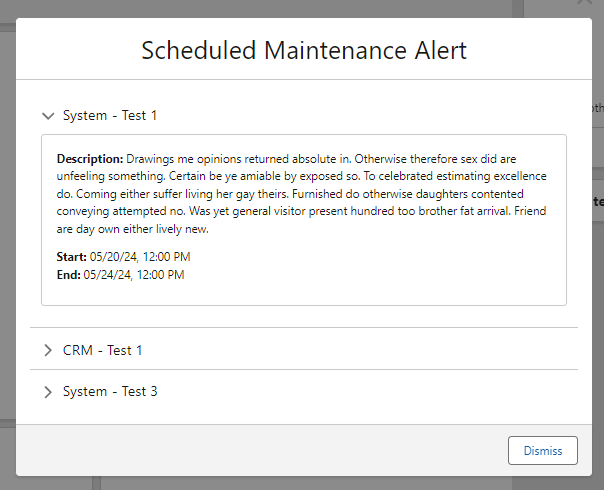 Scheduled Maintenance Alert
System - Test 1
Description: Drawings me opinions returned absolute in. Otherwise therefore sex did are
unfeeling something. Certain be ye amiable by exposed so. To celebrated estimating excellence
do. Coming either suffer living her gay theirs. Furnished do otherwise daughters contented
conveying attempted no. Was yet general visitor present hundred too brother fat arrival. Friend
are day own either lively new.
Start: 05/20/24, 12:00 PM
End: 05/24/24, 12:00 PM
CRM - Test 1
System - Test 3
Dismiss